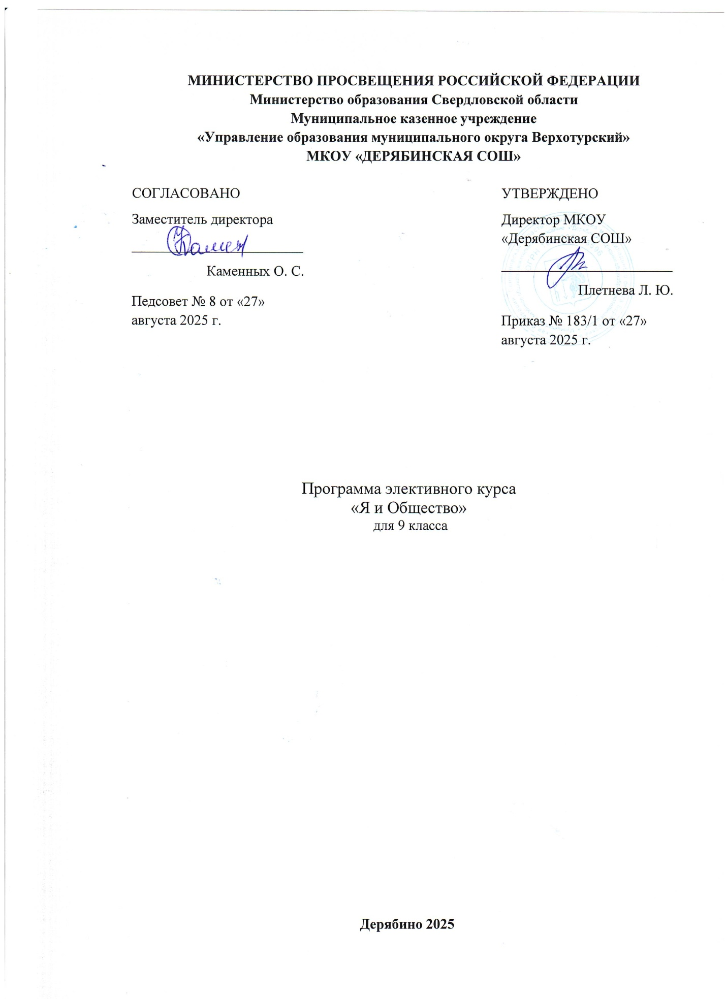 МИНИСТЕРСТВО ПРОСВЕЩЕНИЯ РОССИЙСКОЙ ФЕДЕРАЦИИ
Министерство образования Свердловской области
Муниципальное казенное учреждение
«Управление образования муниципального округа Верхотурский»
МКОУ «ДЕРЯБИНСКАЯ СОШ»
СОГЛАСОВАНО
Заместитель директора
Камен
Каменных О. С.
Педсовет № 8 от «27»
августа 2025 г.
УТВЕРЖДЕНО
Директор МКОУ
«Дерябинская СОШ»
ОГРН
Плетнева Л. Ю.
Приказ № 183/1 от «27»
августа 2025 г.
Программа элективного курса
«Я и Общество»
для 9 класса
Дерябино 2025